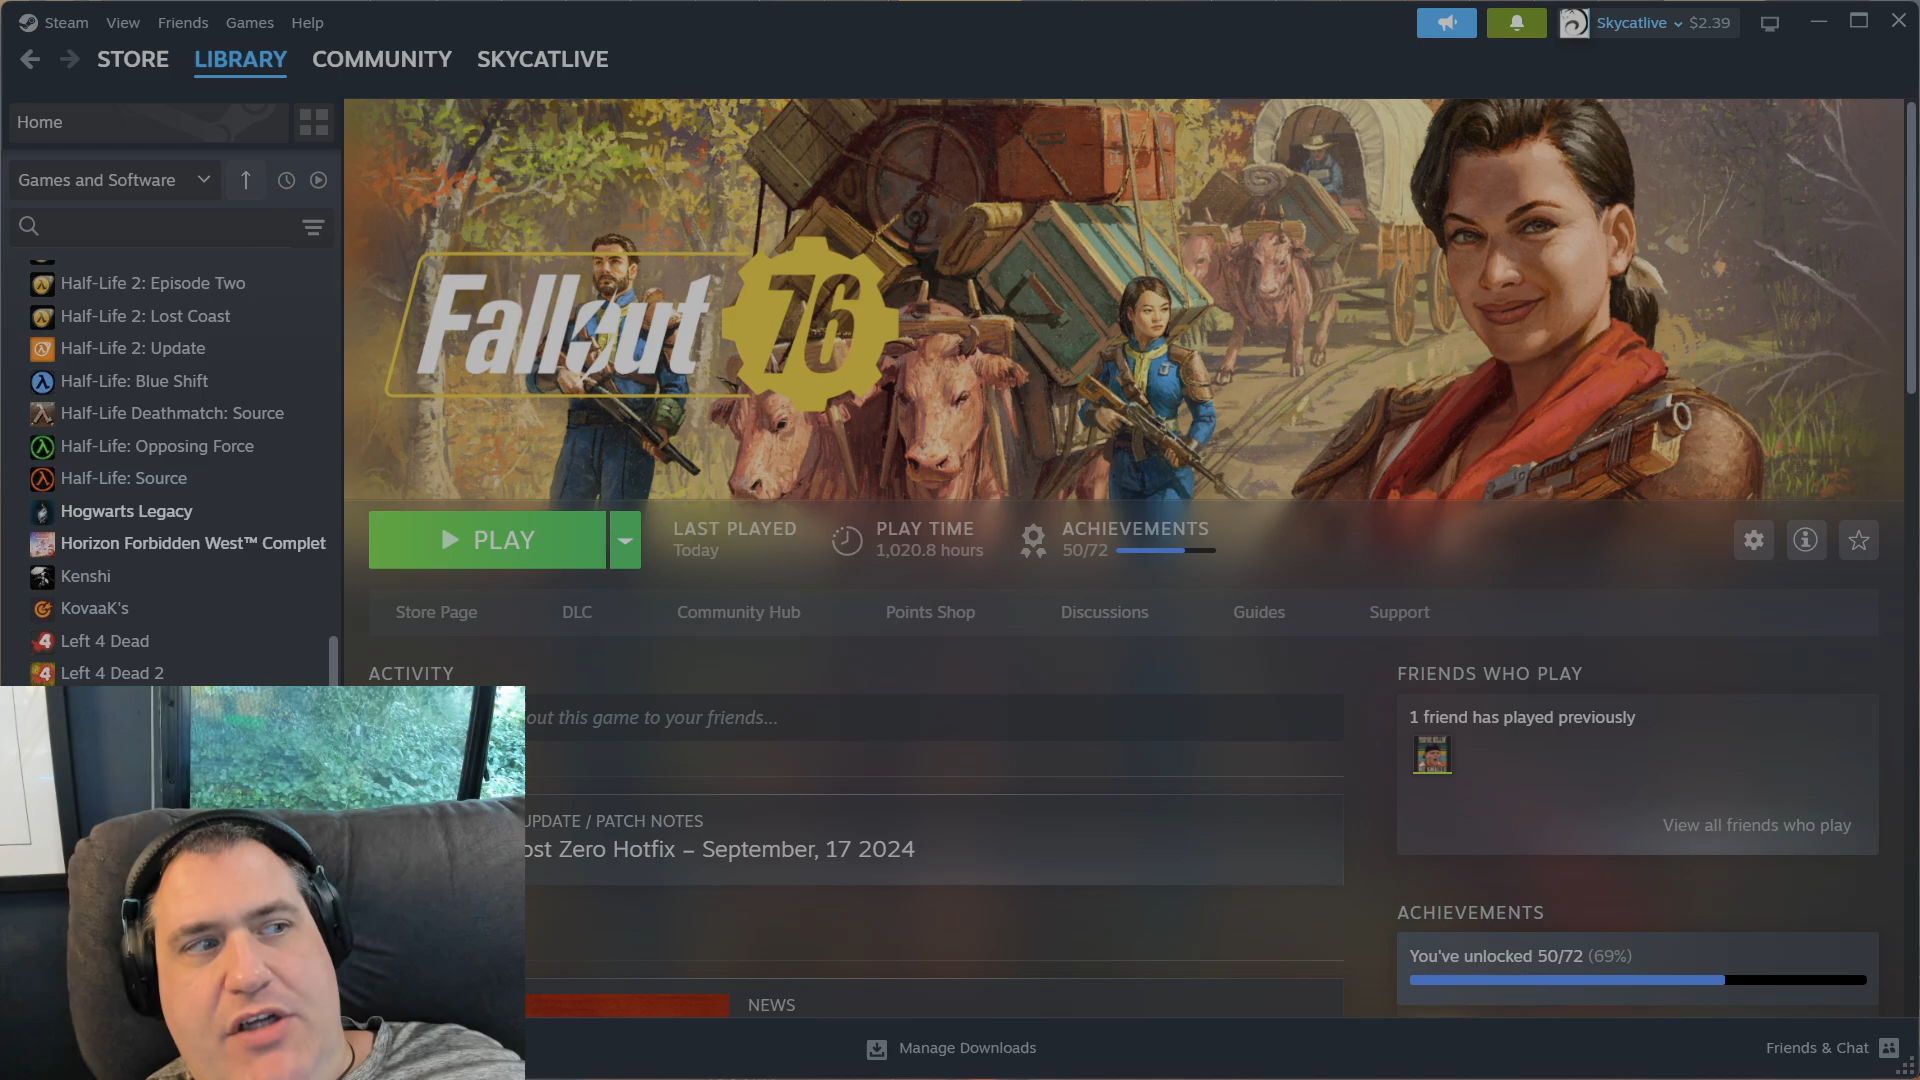 Steam View Friends Games Help
Skycatlive $2.39
STORE LIBRARY COMMUNITY SKYCATLIVE
Home
Games and Software
Half-Life 2: Episode Two
Half-Life 2: Lost Coast
Half-Life 2: Update
Half-Life: Blue Shift
Half-Life Deathmatch: Source
Half-Life: Opposing Force
Half-Life: Source
Hogwarts Legacy
Horizon Forbidden West™ Complet
Kenshi
KovaaK's
Left 4 Dead
Left 4 Dead 2
Fallout 76
PLAY
LAST PLAYED
Today
PLAY TIME
1,020.8 hours
ACHIEVEMENTS
50/72
Store Page DLC Community Hub Points Shop Discussions Guides Support
ACTIVITY
out this game to your friends...
UPDATE / PATCH NOTES
ost Zero Hotfix – September, 17 2024
NEWS
FRIENDS WHO PLAY
1 friend has played previously
View all friends who play
ACHIEVEMENTS
You've unlocked 50/72 (69%)
Manage Downloads
Friends & Chat